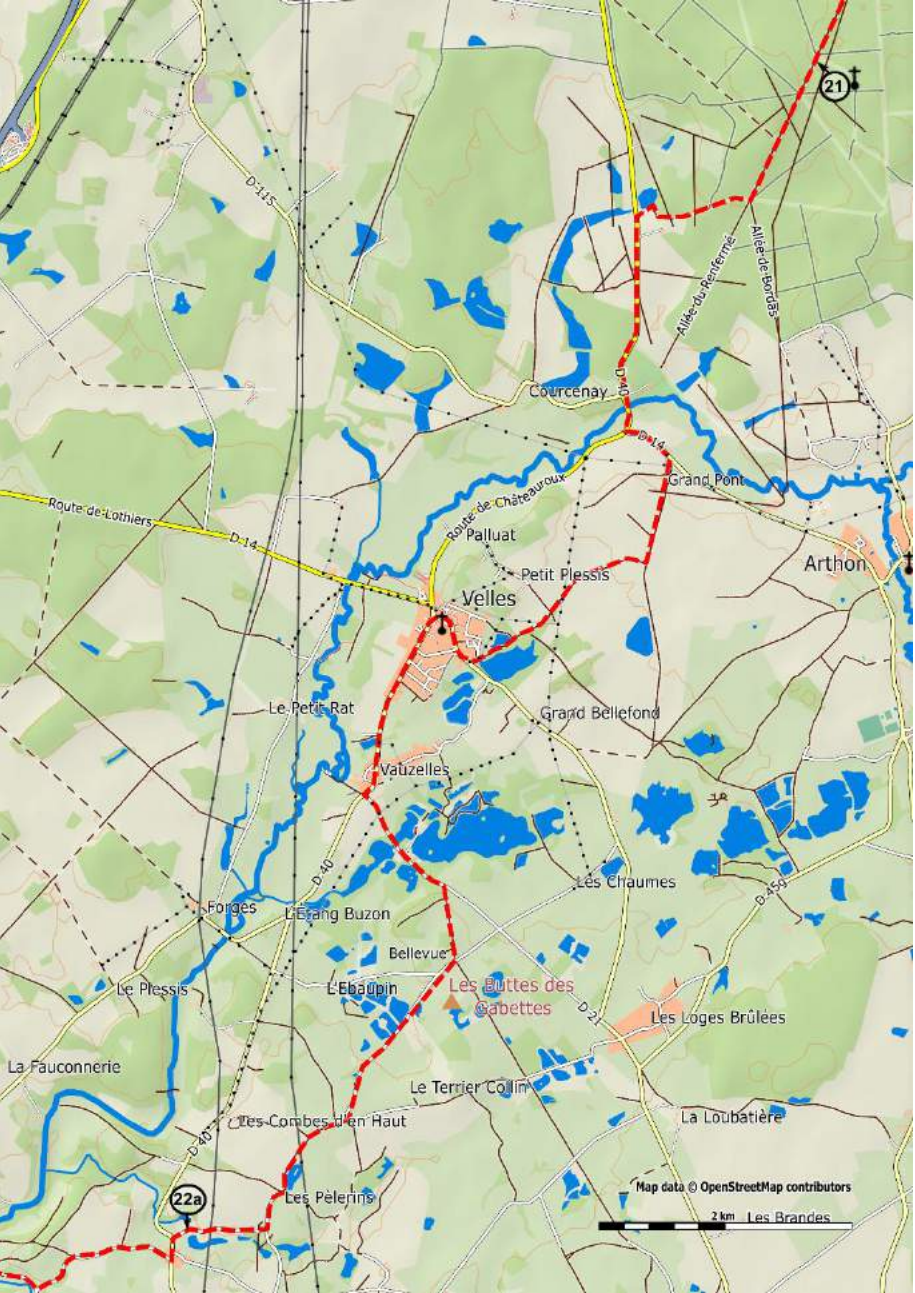 21
D 115
Allée du Renfermé
Allée de Bordas
Courcenay
D 40
D 14
Grand Pont
Route de Lothiers
D 14
Route de Châteauroux
Palluat
Arthon
Petit Plessis
Velles
Le Petit Rat
Grand Bellefond
Vauzelles
D 40
Les Chaumes
D 45g
Forges
L'Étang Buzon
Bellevue
Le Plessis
L'Ebaupin
Les Buttes des
Gabettes
D 21
Les Loges Brûlées
La Fauconnerie
Le Terrier Collin
Les Combes d'en Haut
La Loubatière
D 40
22a
Les Pèlerins
Map data © OpenStreetMap contributors
2 km
Les Brandes